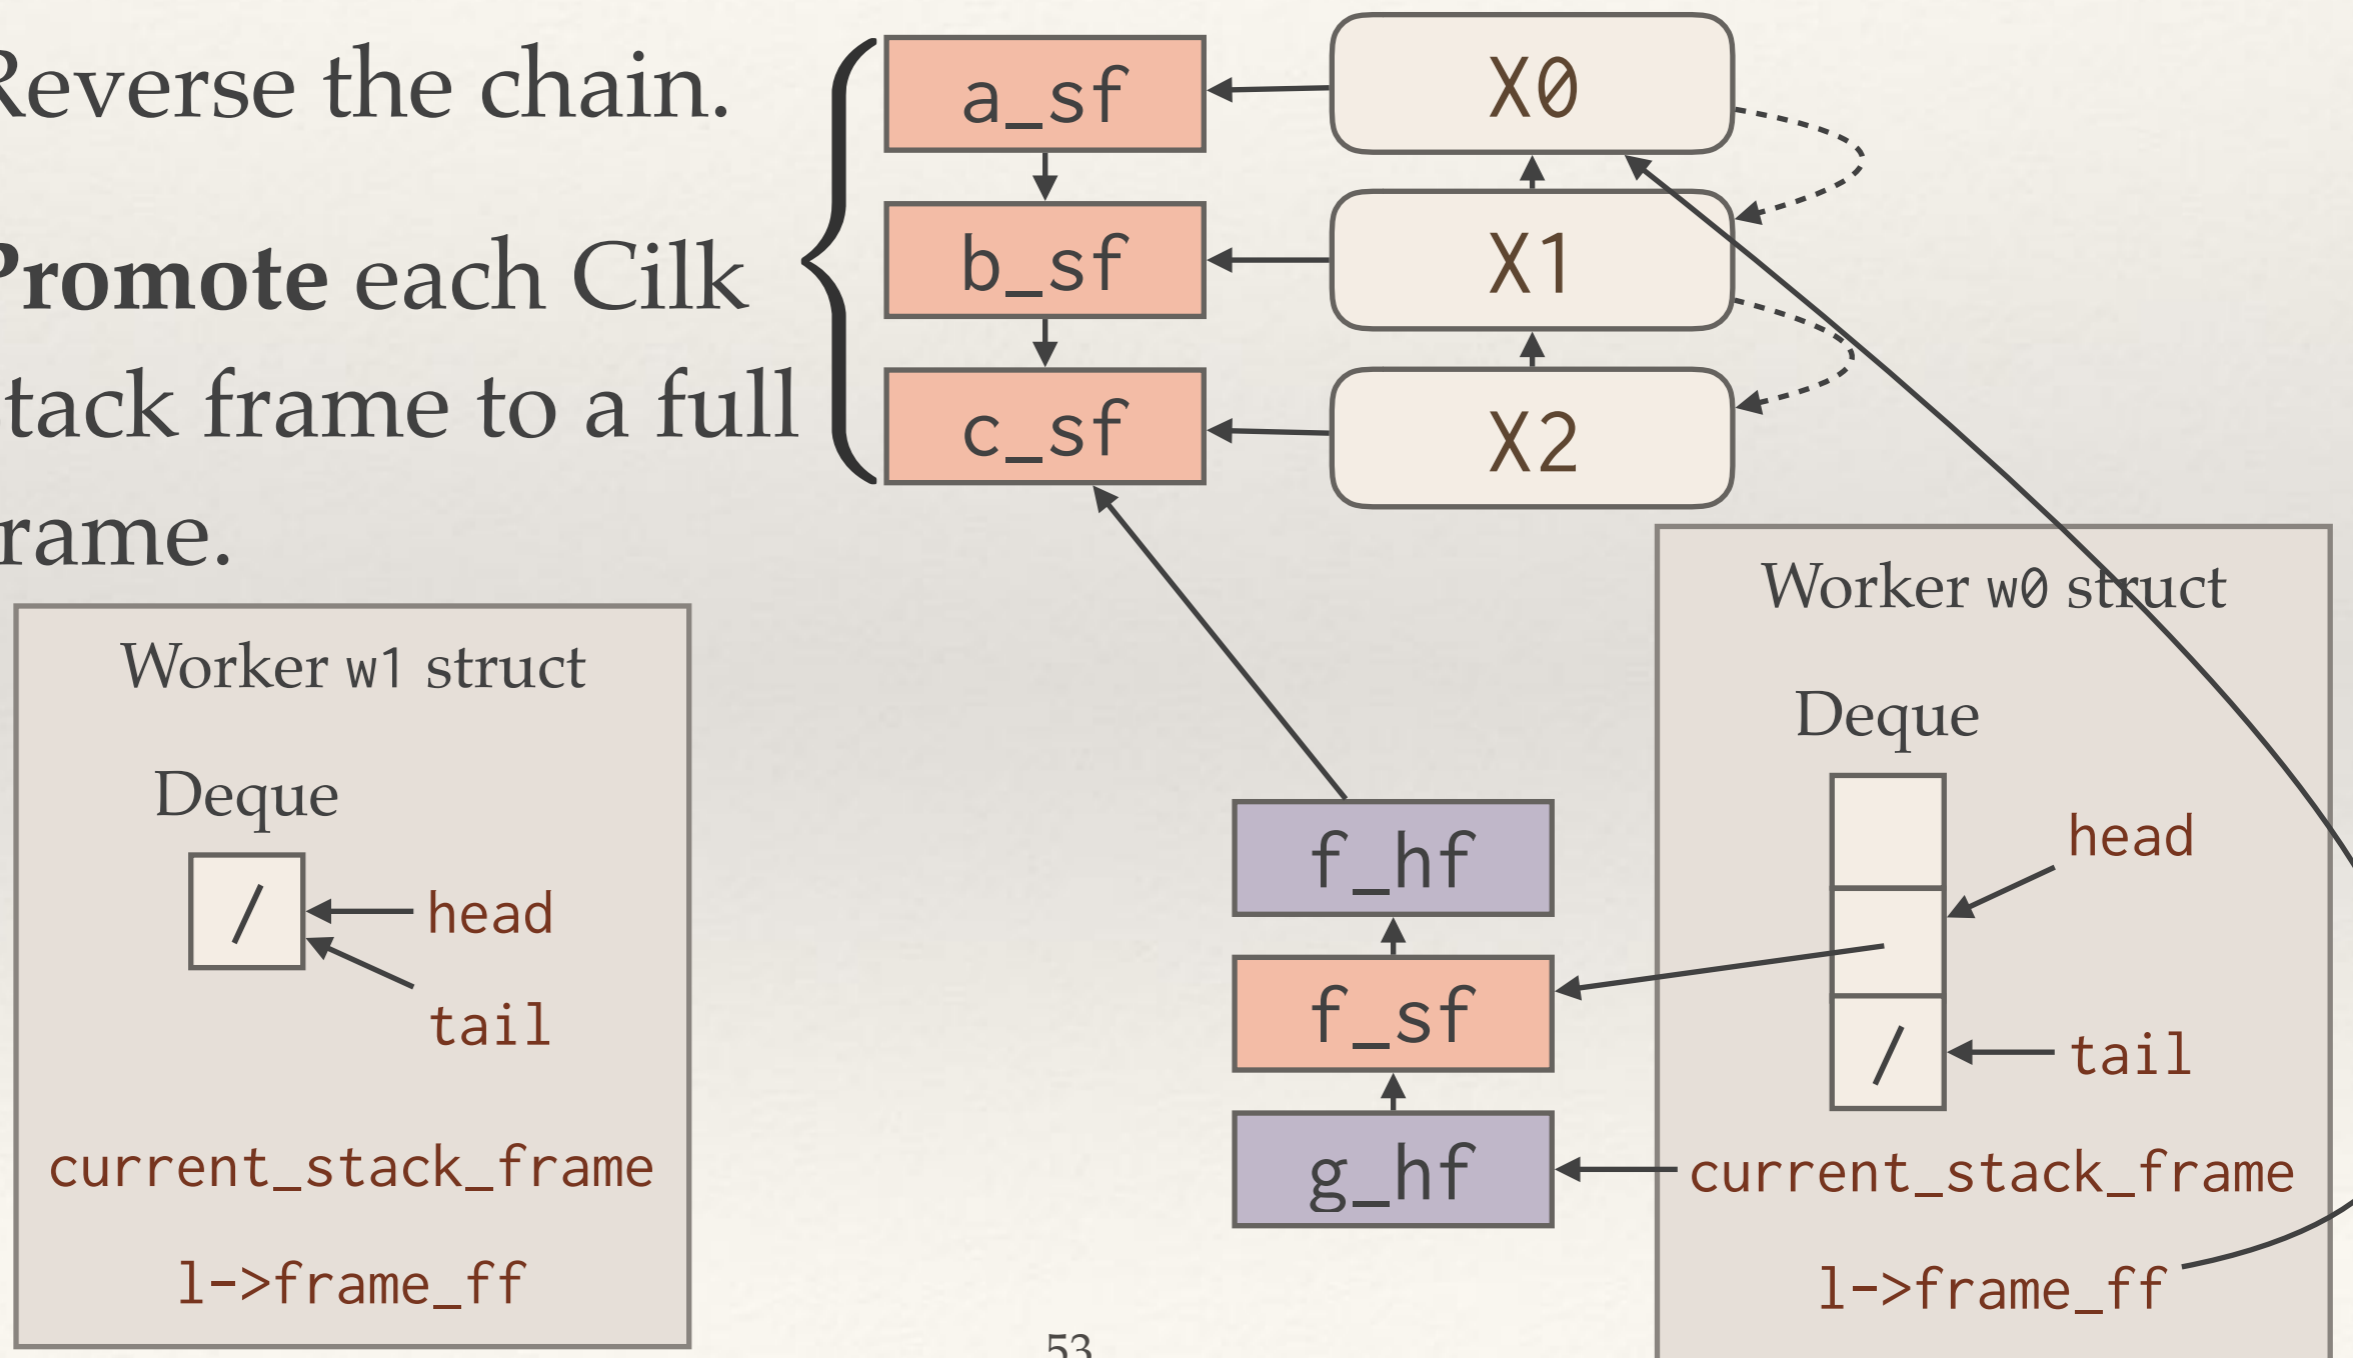 Reverse the chain.
Promote each Cilk
tack frame to a full
rame.
a_sf
X0
b_sf
X1
c_sf
X2
Worker w1 struct
Deque
/
head
tail
current_stack_frame
l->frame_ff
f_hf
f_sf
g_hf
Worker w0 struct
Deque
head
/
tail
current_stack_frame
l->frame_ff
53